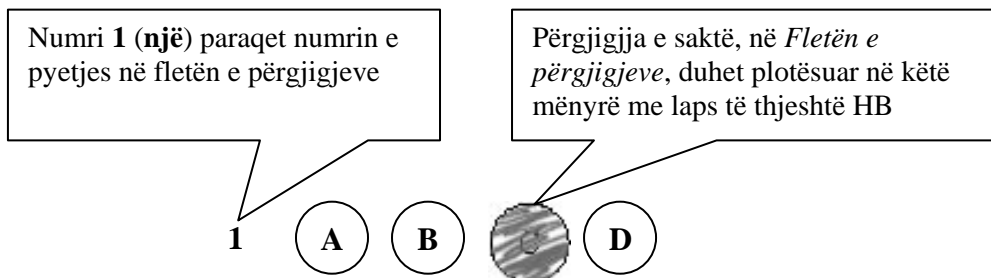 Numri 1 (një) paraqet numrin e
pyetjes në fletën e përgjigjeve
Përgjigjja e saktë, në Fletën e
përgjigjeve, duhet plotësuar në këtë
mënyrë me laps të thjeshtë HB
1 A B D